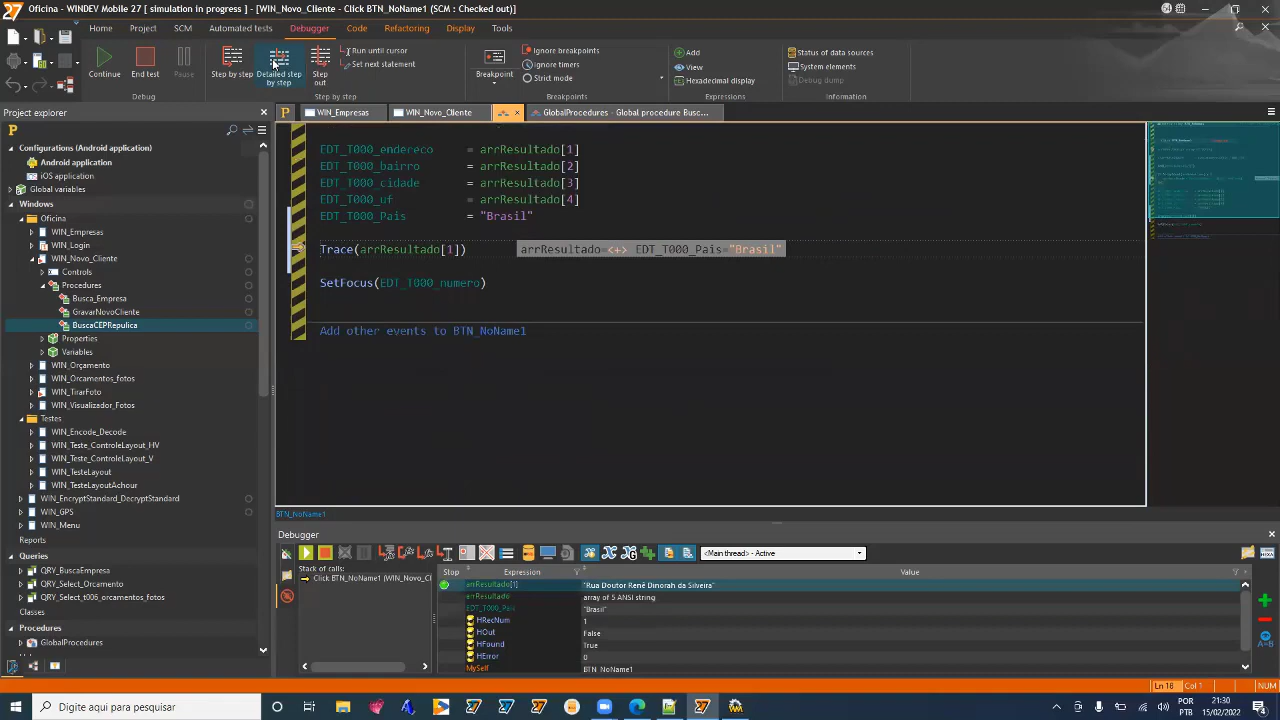 Oficina - WINDEV Mobile 27 [ simulation in progress ] - [WIN_Novo_Cliente - Click BTN_NoName1 (SCM : Checked out)]
Home Project SCM Automated tests Debugger Code Refactoring Display Tools
Continue End test Pause
Debug
Step by step Detailed step by step Step out
Run until cursor
Set next statement
Step by step
Breakpoint
Ignore breakpoints
Ignore timers
Strict mode
Breakpoints
Add
View
Hexadecimal display
Expressions
Status of data sources
System elements
Debug dump
Information
Project explorer
WIN_Empresas WIN_Novo_Cliente GlobalProcedures - Global procedure Busc...
Configurations (Android application)
Android application
iOS application
Global variables
Windows
Oficina
WIN_Empresas
WIN_Login
WIN_Novo_Cliente
Controls
Procedures
Busca_Empresa
GravarNovoCliente
BuscaCEPRepulica
Properties
Variables
WIN_Orçamento
WIN_Orcamentos_fotos
WIN_TirarFoto
WIN_Visualizador_Fotos
Testes
WIN_Encode_Decode
WIN_Teste_ControleLayout_HV
WIN_Teste_ControleLayout_V
WIN_TesteLayout
WIN_TesteLayoutAchour
WIN_EncryptStandard_DecryptStandard
WIN_GPS
WIN_Menu
Reports
Queries
QRY_BuscaEmpresa
QRY_Select_Orcamento
QRY_Select_t006_orcamentos_fotos
Classes
Procedures
GlobalProcedures
EDT_T000_endereco = arrResultado[1]
EDT_T000_bairro = arrResultado[2]
EDT_T000_cidade = arrResultado[3]
EDT_T000_uf = arrResultado[4]
EDT_T000_Pais = "Brasil"
Trace(arrResultado[1]) arrResultado=<+> EDT_T000_Pais="Brasil"
SetFocus(EDT_T000_numero)
Add other events to BTN_NoName1
BTN_NoName1
Debugger
<Main thread> - Active
Stack of calls:
Click BTN_NoName1 (WIN_Novo_Cl
Stop Expression Value
arrResultado[1] "Rua Doutor Renê Dinorah da Silveira"
arrResultado array of 5 ANSI string
EDT_T000_Pais "Brasil"
HRecNum 1
HOut False
HFound True
HError 0
MySelf BTN_NoName1
Ln 16 Col 1 NUM
Digite aqui para pesquisar
POR
PTB
21:30
15/02/2022